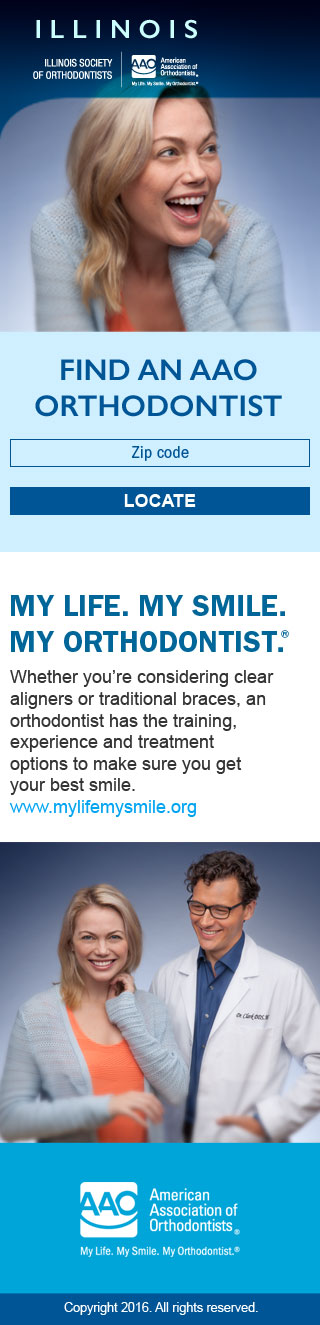 ILLINOIS
ILLINOIS SOCIETY
OF ORTHODONTISTS
AAO
American
Association of
Orthodontists®
My Life. My Smile. My Orthodontist.®
FIND AN AAO
ORTHODONTIST
Zip code
LOCATE
MY LIFE. MY SMILE.
MY ORTHODONTIST.®
Whether you’re considering clear
aligners or traditional braces, an
orthodontist has the training,
experience and treatment
options to make sure you get
your best smile.
www.mylifemysmile.org
AAO
American
Association of
Orthodontists®
My Life. My Smile. My Orthodontist.®
Copyright 2016. All rights reserved.